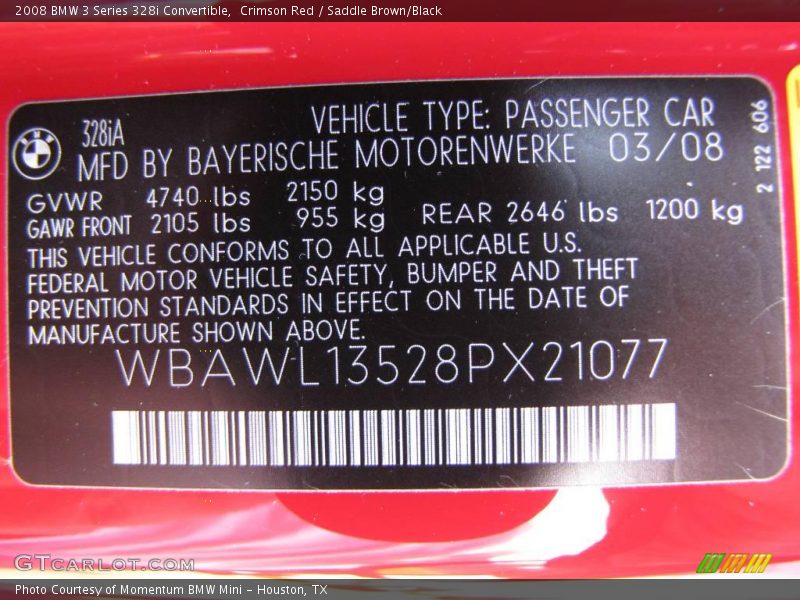 2008 BMW 3 Series 328i Convertible,  Crimson Red / Saddle Brown/Black
BMW
328iA
VEHICLE TYPE: PASSENGER CAR
MFD BY BAYERISCHE MOTORENWERKE 03/08
GVWR 4740 lbs 2150 kg
GAWR FRONT 2105 lbs 955 kg REAR 2646 lbs 1200 kg
THIS VEHICLE CONFORMS TO ALL APPLICABLE U.S.
FEDERAL MOTOR VEHICLE SAFETY, BUMPER AND THEFT
PREVENTION STANDARDS IN EFFECT ON THE DATE OF
MANUFACTURE SHOWN ABOVE.
WBAWL13528PX21077
2 122 606
GTCARLOT.COM
Photo Courtesy of Momentum BMW Mini - Houston, TX